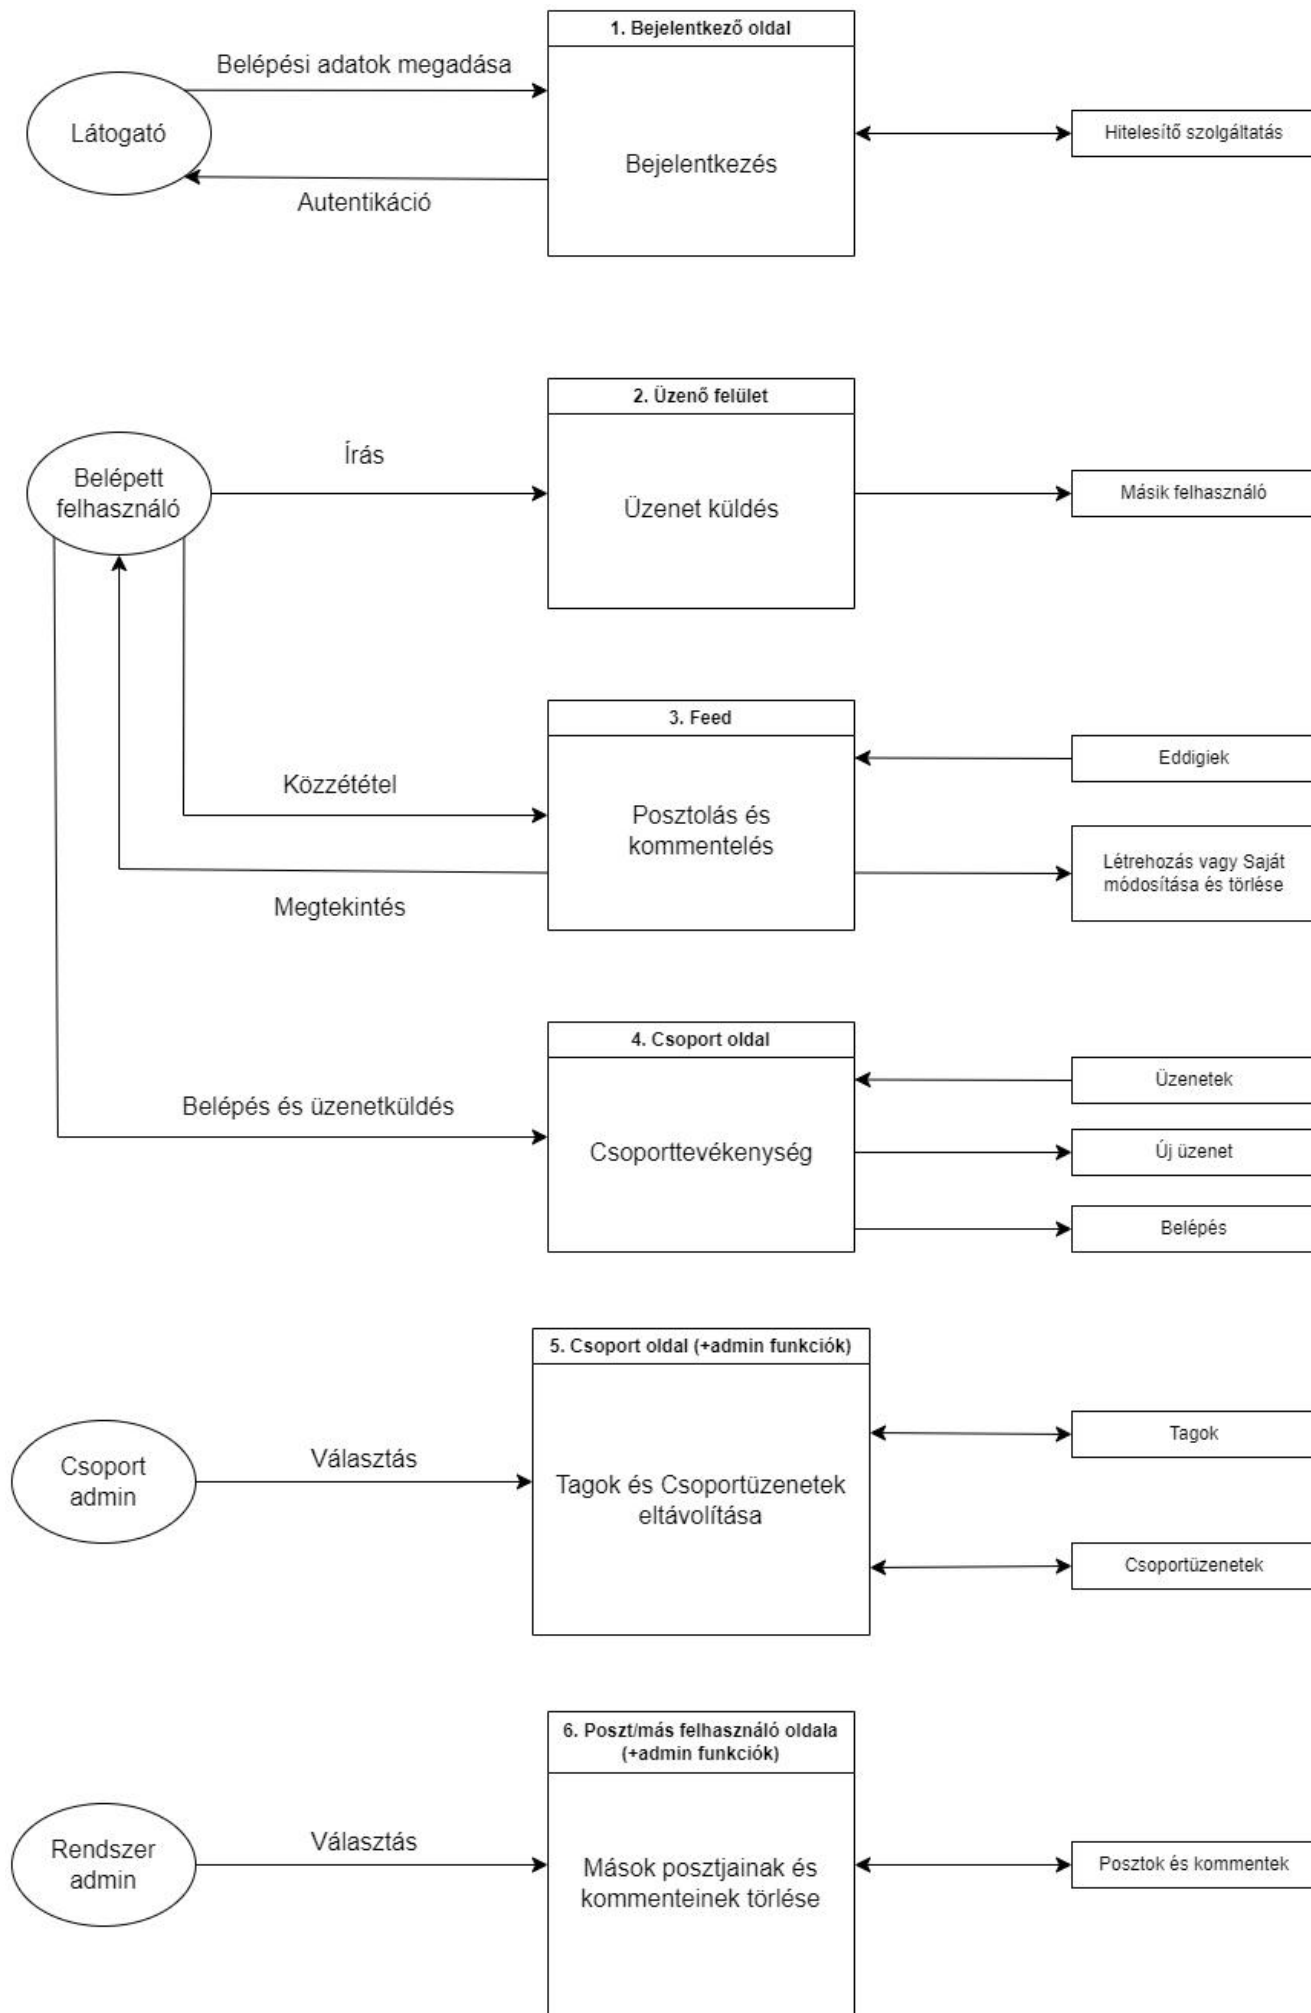 1. Bejelentkező oldal
Belépési adatok megadása
Látogató
Bejelentkezés
Hitelesítő szolgáltatás
Autentikáció
2. Üzenő felület
Írás
Belépett
felhasználó
Üzenet küldés
Másik felhasználó
3. Feed
Eddigiek
Közzététel
Posztolás és
kommentelés
Létrehozás vagy Saját
módosítása és törlése
Megtekintés
4. Csoport oldal
Üzenetek
Belépés és üzenetküldés
Csoporttevékenység
Új üzenet
Belépés
5. Csoport oldal (+admin funkciók)
Tagok
Csoport
admin
Választás
Tagok és Csoportüzenetek
eltávolítása
Csoportüzenetek
6. Poszt/más felhasználó oldala
(+admin funkciók)
Rendszer
admin
Választás
Mások posztjainak és
kommenteinek törlése
Posztok és kommentek